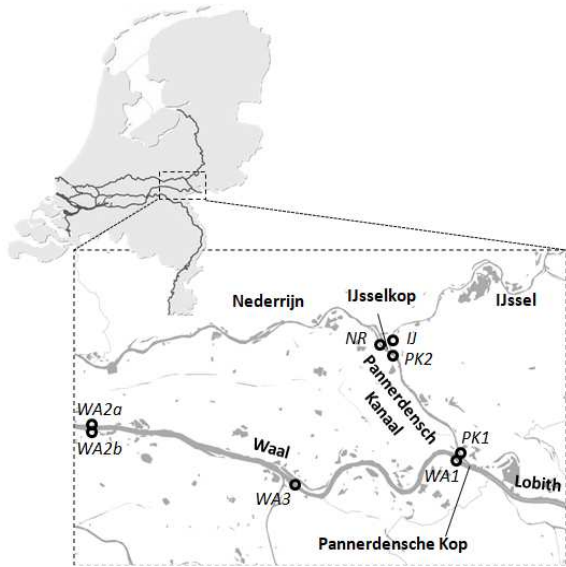 Nederrijn
IJsselkop
IJssel
NR
IJ
PK2
Pannerdensch
Kanaal
WA2a
WA2b
Waal
WA3
PK1
WA1
Lobith
Pannerdensche Kop